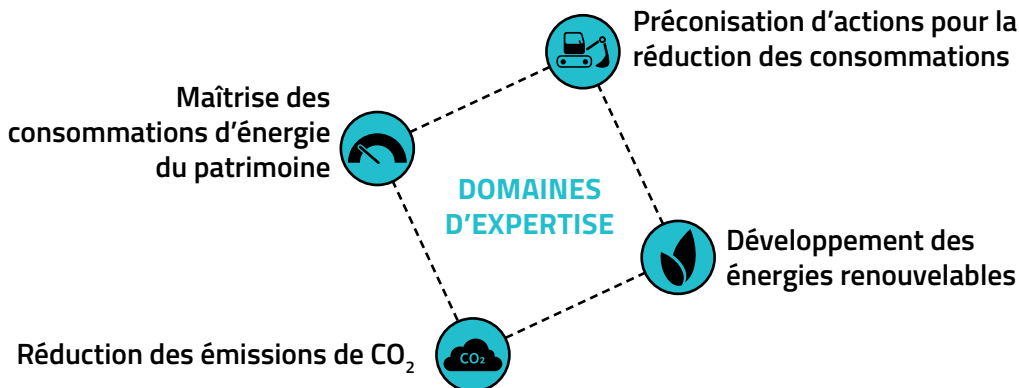 Préconisation d’actions pour la
réduction des consommations
Maîtrise des
consommations d’énergie
du patrimoine
DOMAINES
D’EXPERTISE
Développement des
énergies renouvelables
Réduction des émissions de CO₂
CO₂